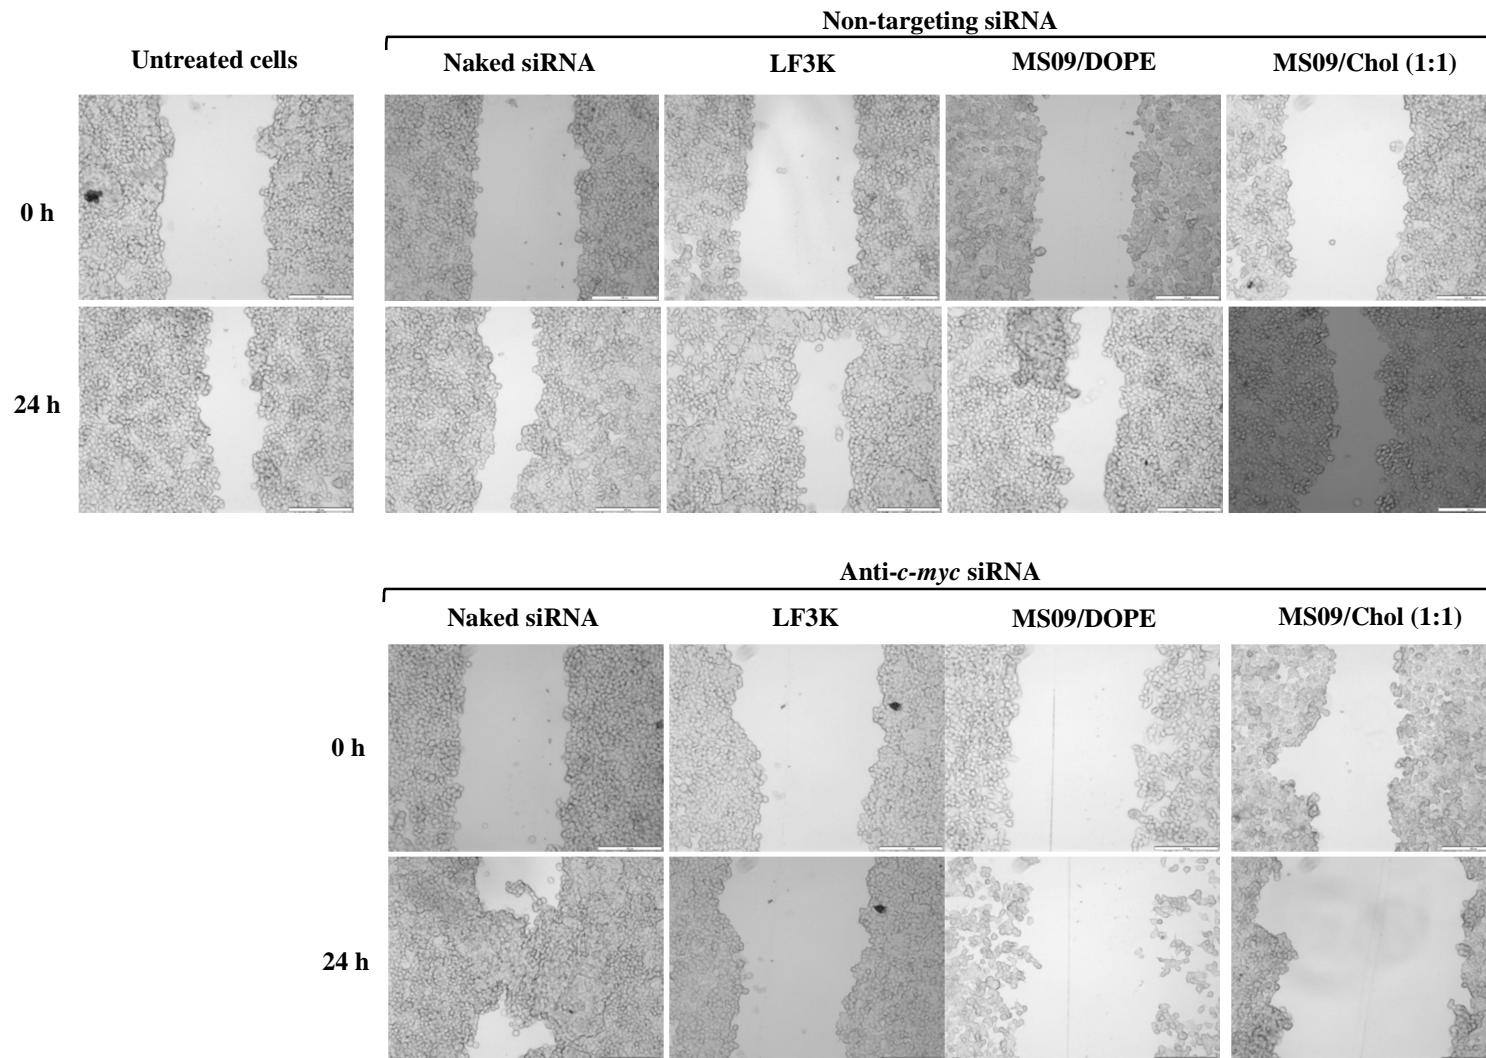 Non-targeting siRNA
Untreated cells
Naked siRNA
LF3K
MS09/DOPE
MS09/Chol (1:1)
0 h
24 h
Anti-c-myc siRNA
Naked siRNA
LF3K
MS09/DOPE
MS09/Chol (1:1)
0 h
24 h